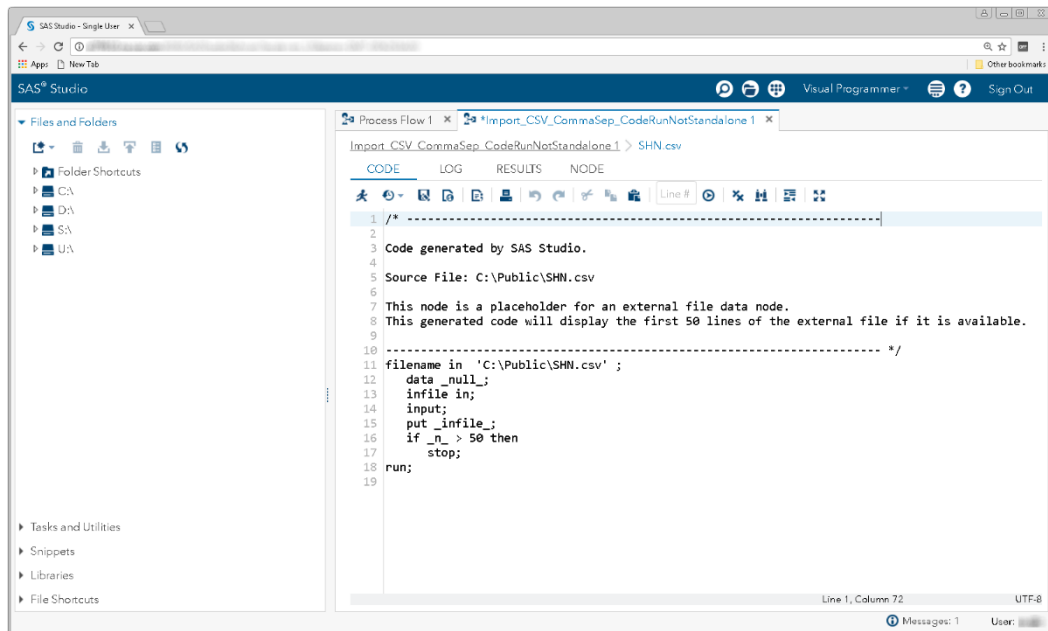 SAS Studio - Single User
Apps New Tab Other bookmarks
SAS® Studio Visual Programmer Sign Out
Files and Folders
Folder Shortcuts
C:\
D:\
S:\
U:\
Tasks and Utilities
Snippets
Libraries
File Shortcuts
Process Flow 1 × *Import_CSV_CommaSep_CodeRunNotStandalone 1 ×
Import_CSV_CommaSep_CodeRunNotStandalone 1 > SHN.csv
CODE LOG RESULTS NODE
Line #
1 /* --------------------------------------------------------------------
2
3 Code generated by SAS Studio.
4
5 Source File: C:\Public\SHN.csv
6
7 This node is a placeholder for an external file data node.
8 This generated code will display the first 50 lines of the external file if it is available.
9
10 ----------------------------------------------------------------------- */
11 filename in 'C:\Public\SHN.csv' ;
12 data _null_;
13 infile in;
14 input;
15 put _infile_;
16 if _n_ > 50 then
17 stop;
18 run;
19
Line 1, Column 72 UTF-8
Messages: 1 User: